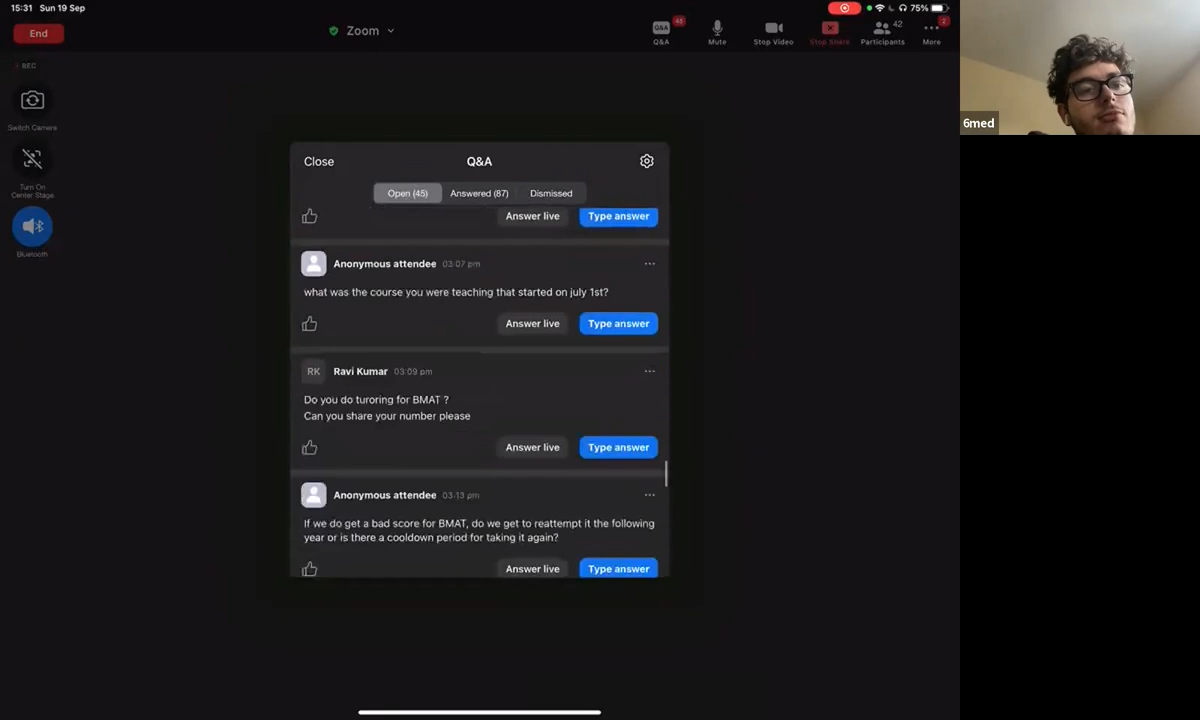 15:31 Sun 19 Sep
75%
End
Zoom
Q&A
48
Q&A
Mute
Stop Video
Stop Share
42
Participants
2
More
REC
Switch Camera
Turn On
Center Stage
Bluetooth
6med
Close
Q&A
Open (45)
Answered (87)
Dismissed
Answer live
Type answer
Anonymous attendee 03:07 pm
what was the course you were teaching that started on july 1st?
Answer live
Type answer
RK
Ravi Kumar 03:09 pm
Do you do turoring for BMAT ?
Can you share your number please
Answer live
Type answer
Anonymous attendee 03:13 pm
If we do get a bad score for BMAT, do we get to reattempt it the following
year or is there a cooldown period for taking it again?
Answer live
Type answer